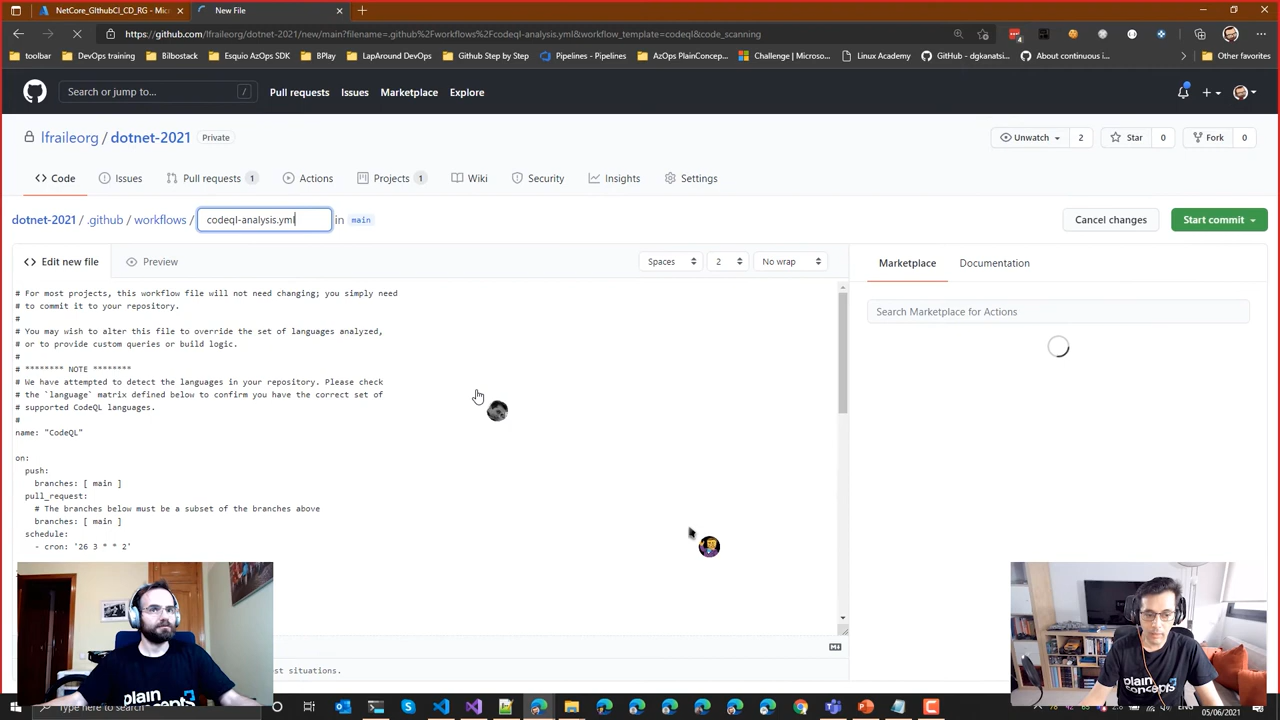 NetCore_GIthubCI_CD_RG - Micr
New File
https://github.com/lfraileorg/dotnet-2021/new/main?filename=.github%2Fworkflows%2Fcodeql-analysis.yml&workflow_template=codeql&code_scanning
toolbar
DevOps training
Bilbostack
Esquio AzOps SDK
BPlay
LapAround DevOps
Github Step by Step
Pipelines - Pipelines
AzOps PlainConcep...
Challenge | Microso...
Linux Academy
GitHub - dgkanatsi...
About continuous i...
Other favorites
Search or jump to...
/
Pull requests
Issues
Marketplace
Explore
lfraileorg / dotnet-2021
Private
Unwatch
2
Star
0
Fork
0
Code
Issues
Pull requests
1
Actions
Projects
1
Wiki
Security
Insights
Settings
dotnet-2021 / .github / workflows / codeql-analysis.yml in main
Cancel changes
Start commit
Edit new file
Preview
Spaces
2
No wrap
Marketplace
Documentation
Search Marketplace for Actions
# For most projects, this workflow file will not need changing; you simply need
# to commit it to your repository.
#
# You may wish to alter this file to override the set of languages analyzed,
# or to provide custom queries or build logic.
#
# ******** NOTE ********
# We have attempted to detect the languages in your repository. Please check
# the `language` matrix defined below to confirm you have the correct set of
# supported CodeQL languages.
#
name: "CodeQL"
on:
push:
branches: [ main ]
pull_request:
# The branches below must be a subset of the branches above
branches: [ main ]
schedule:
- cron: '26 3 * * 2'
est situations.
plain
concepts
plain
concepts
Type here to search
ENG
05/06/2021